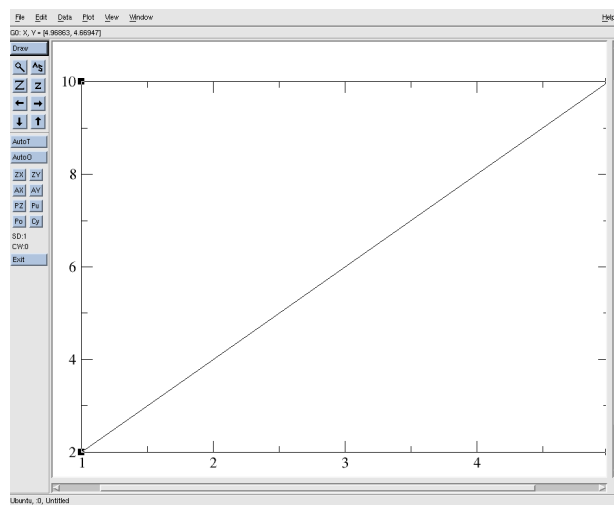 File Edit Data Plot View Window Help
G0: X, Y = [4.96863, 4.66947]
Draw
A S
Z z
AutoT
AutoO
ZX ZY
AX AY
PZ Pu
Po Cy
SD:1
CW:0
Exit
10
8
6
4
2
1 2 3 4
Ubuntu, :0, Untitled